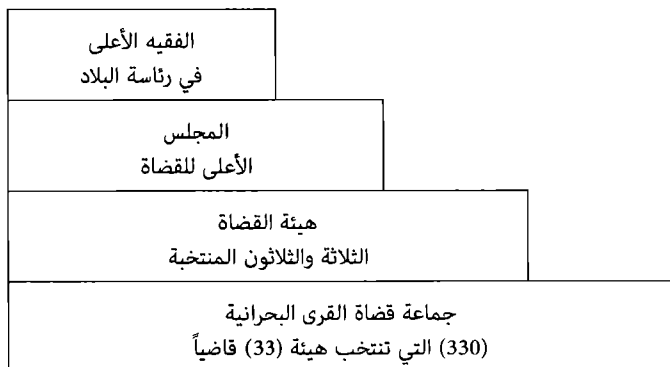 الفقيه الأعلى
في رئاسة البلاد
المجلس
الأعلى للقضاة
هيئة القضاة
الثلاثة والثلاثون المنتخبة
جماعة قضاة القرى البحرانية
(330) التي تنتخب هيئة (33) قاضياً